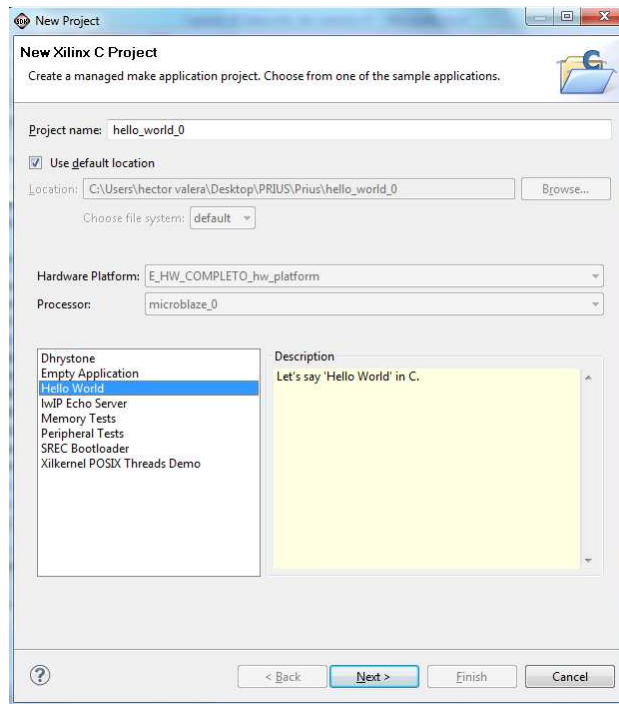 SDK New Project
New Xilinx C Project
Create a managed make application project. Choose from one of the sample applications.
C
Project name: hello_world_0
Use default location
Location: C:\Users\hector valera\Desktop\PRIUS\Prius\hello_world_0 Browse...
Choose file system: default
Hardware Platform: E_HW_COMPLETO_hw_platform
Processor: microblaze_0
Dhrystone
Empty Application
Hello World
lwIP Echo Server
Memory Tests
Peripheral Tests
SREC Bootloader
Xilkernel POSIX Threads Demo
Description
Let's say 'Hello World' in C.
? < Back Next > Finish Cancel